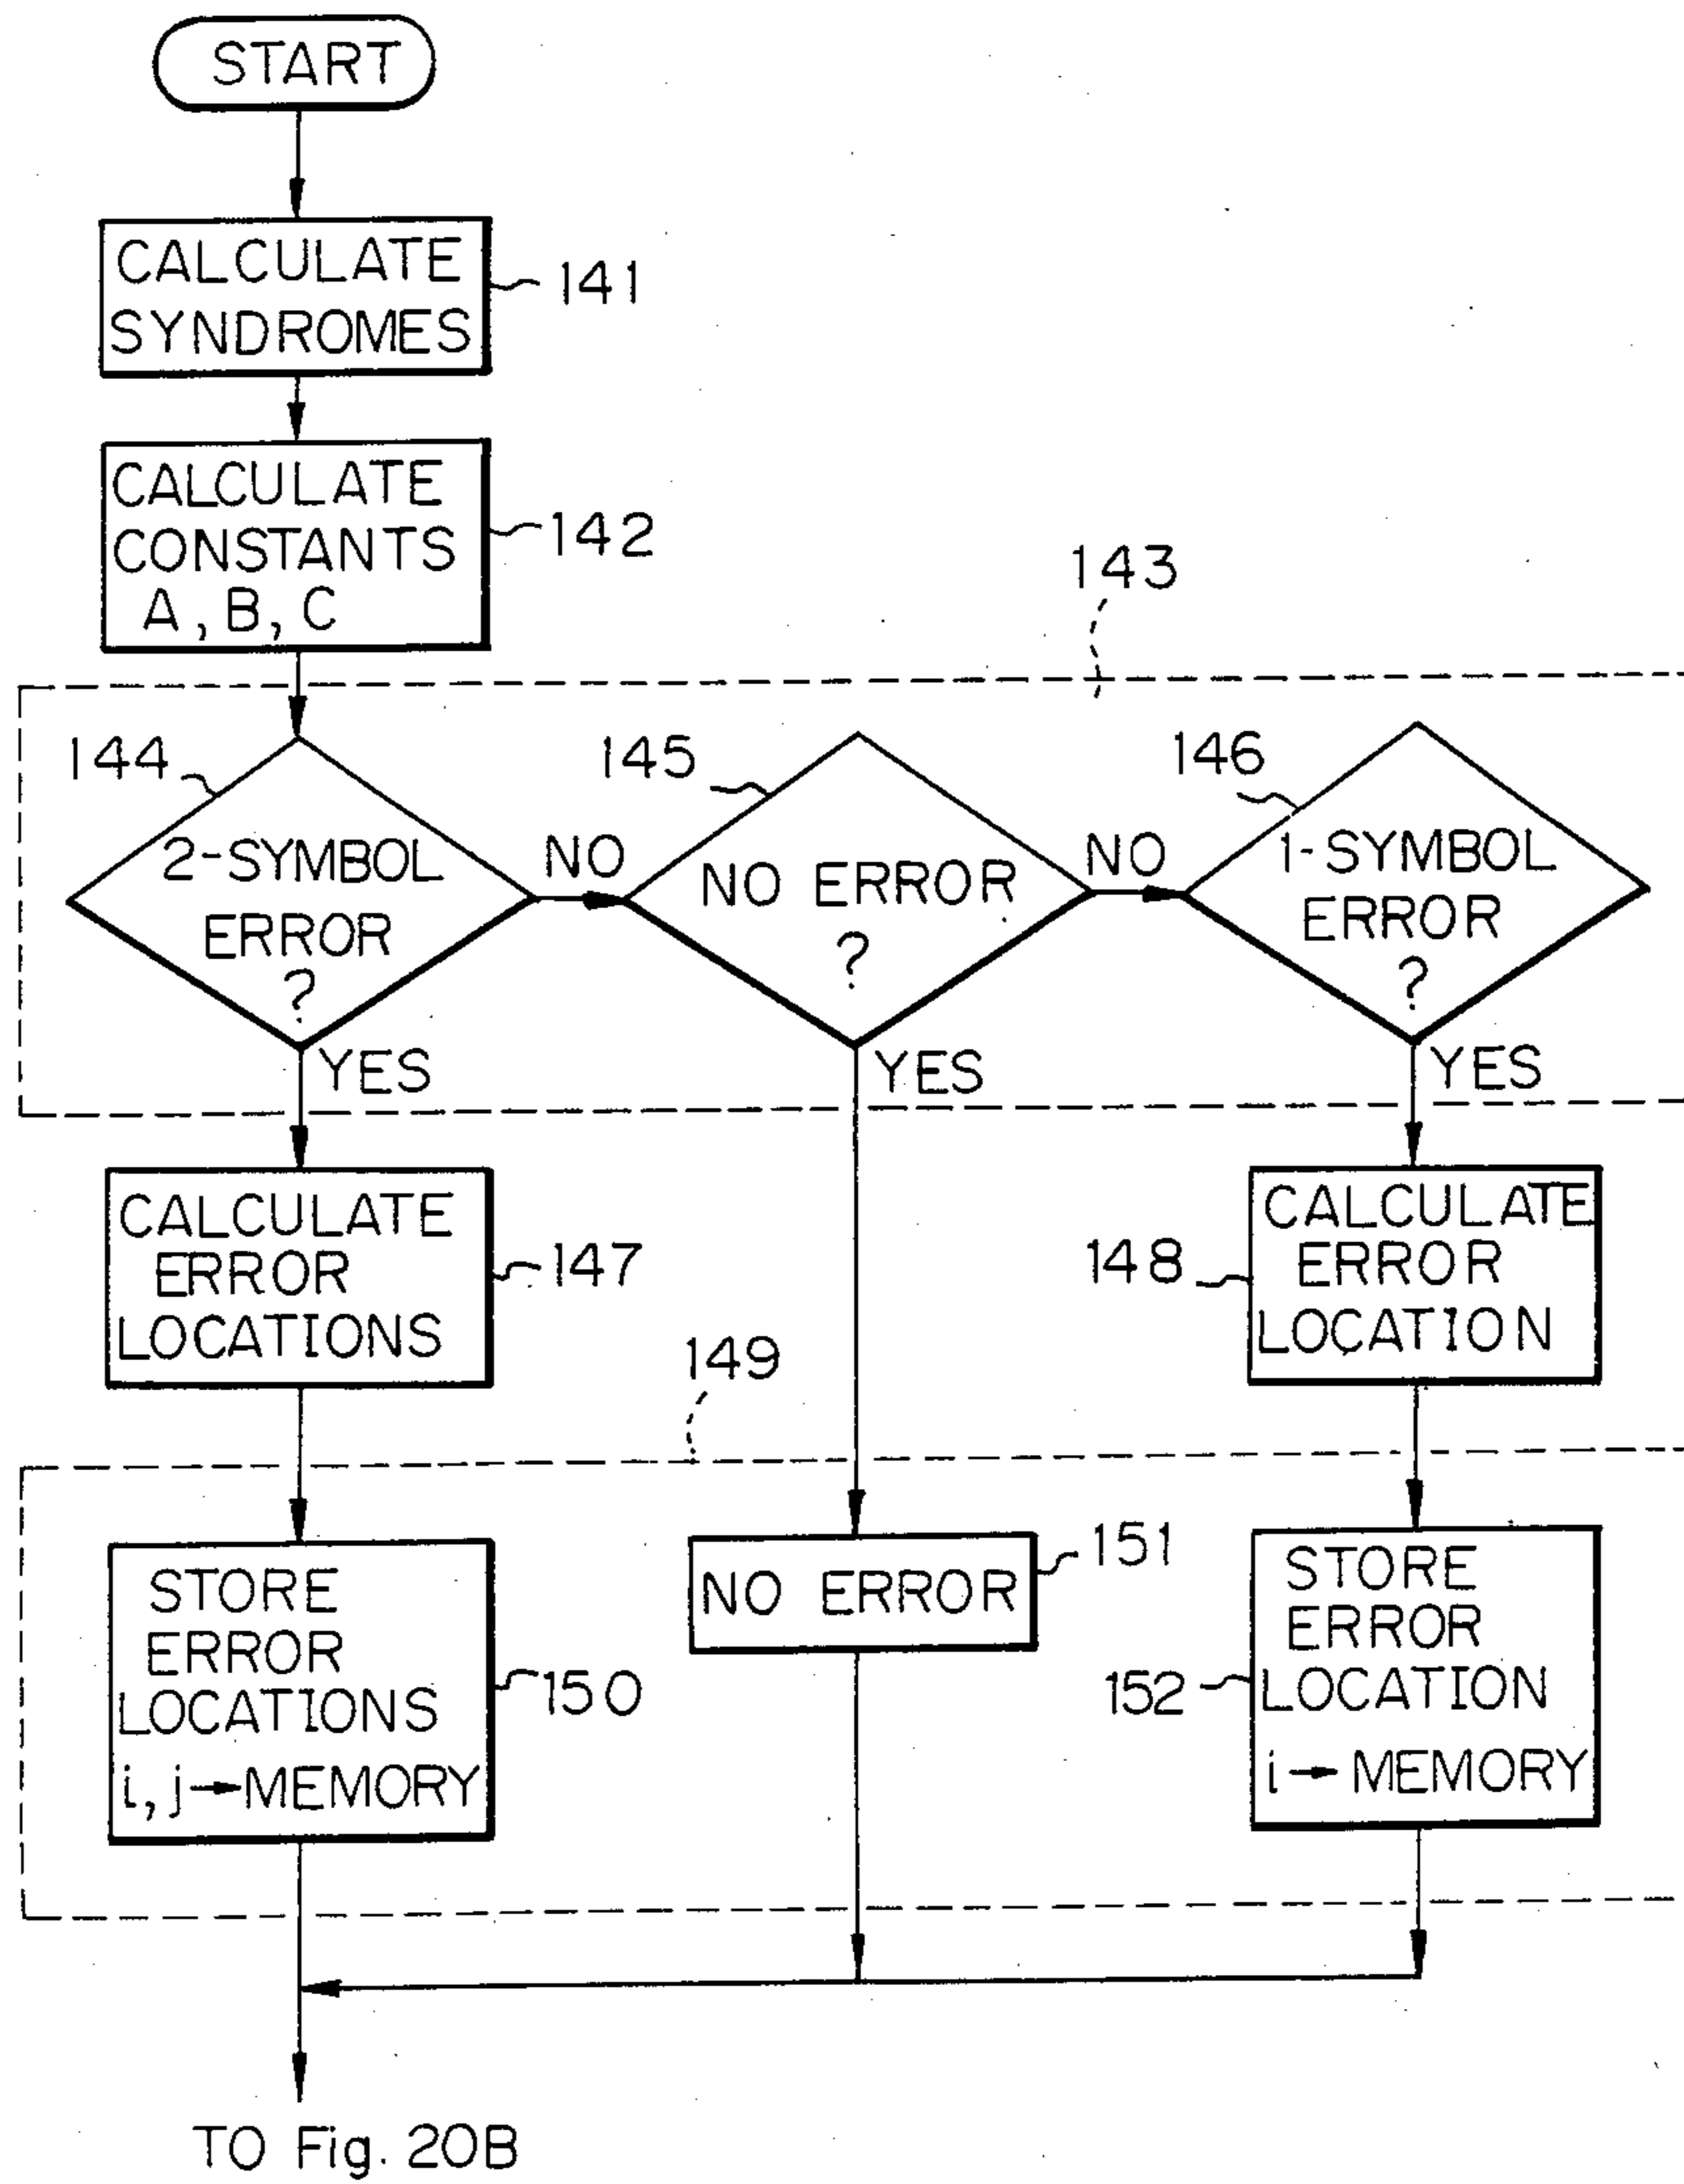 START
CALCULATE
SYNDROMES
141
CALCULATE
CONSTANTS
A, B, C
142
143
144
2-SYMBOL
ERROR
?
NO
YES
145
NO ERROR
?
NO
YES
146
1-SYMBOL
ERROR
?
YES
CALCULATE
ERROR
LOCATIONS
147
148
CALCULATE
ERROR
LOCATION
149
STORE
ERROR
LOCATIONS
i, j → MEMORY
150
NO ERROR
151
152
STORE
ERROR
LOCATION
i → MEMORY
TO Fig. 20B